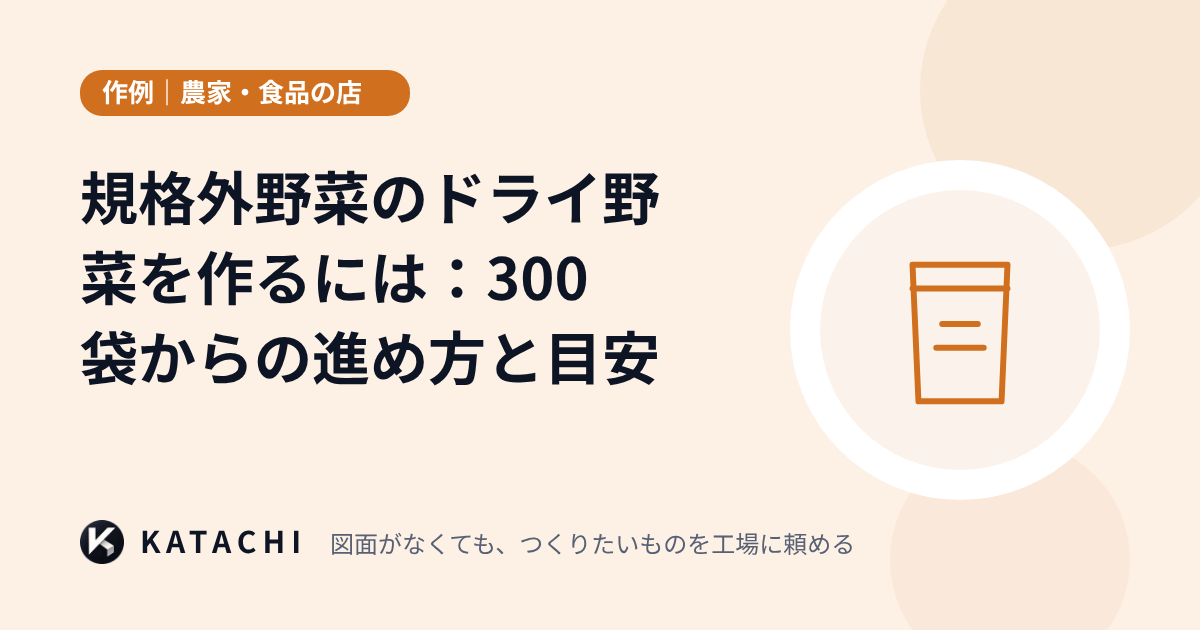 作例｜農家・食品の店
規格外野菜のドライ野
菜を作るには：300
袋からの進め方と目安
KATACHI 図面がなくても、つくりたいものを工場に頼める